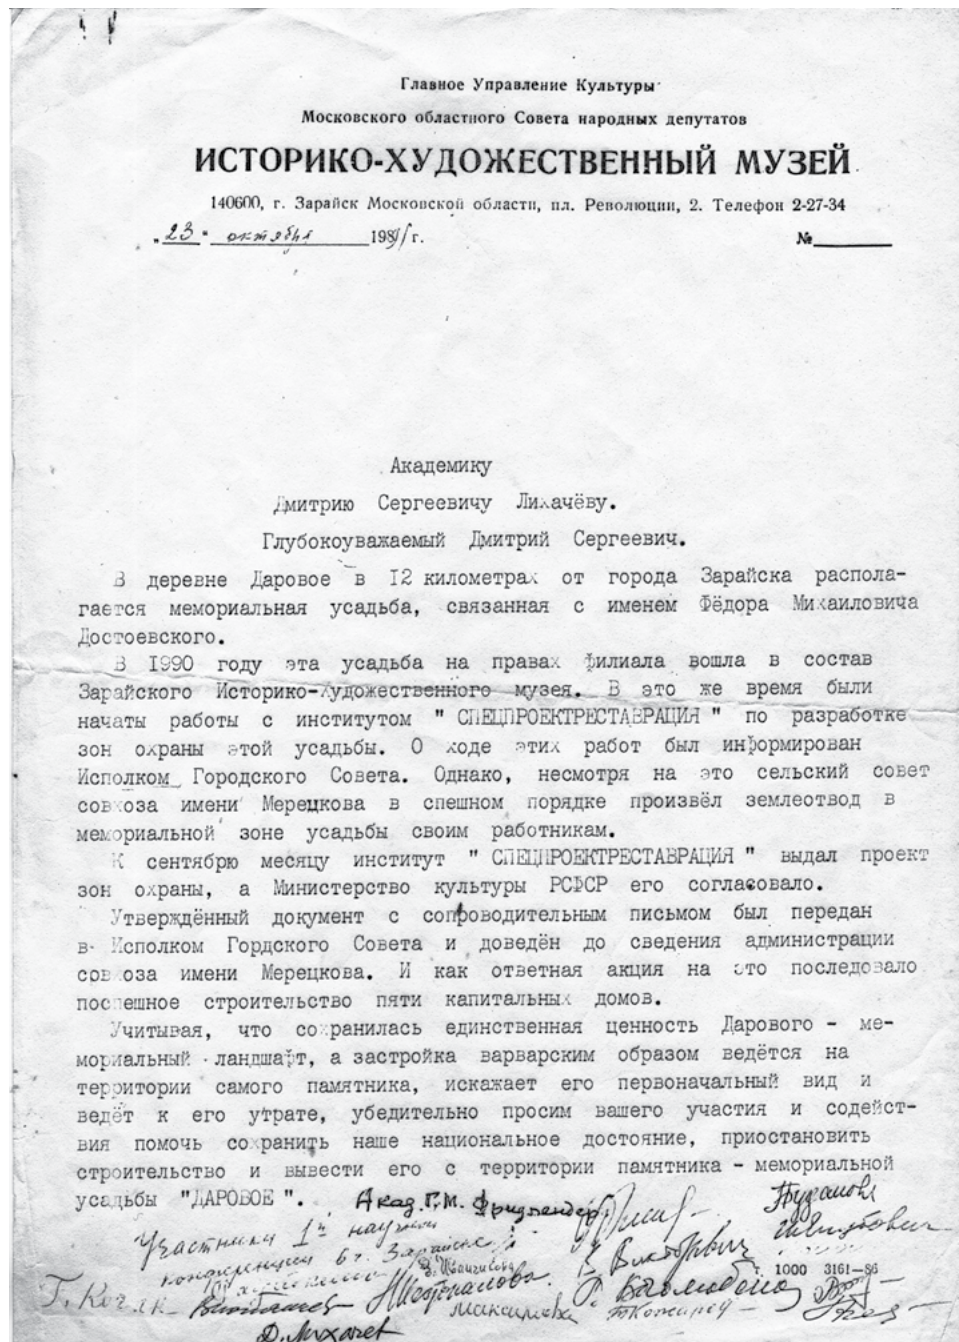 Главное Управление Культуры
Московского областного Совета народных депутатов
ИСТОРИКО-ХУДОЖЕСТВЕННЫЙ МУЗЕЙ
140600, г. Зарайск Московской области, пл. Революции, 2. Телефон 2-27-34
„23" октября 1991 г. №
Академику
Дмитрию Сергеевичу Лихачёву.
Глубокоуважаемый Дмитрий Сергеевич.
В деревне Даровое в 12 километрах от города Зарайска распола-
гается мемориальная усадьба, связанная с именем Фёдора Михаиловича
Достоевского.
В 1990 году эта усадьба на правах филиала вошла в состав
Зарайского Историко-Художественного музея. В это же время были
начаты работы с институтом " СПЕЦПРОЕКТРЕСТАВРАЦИЯ " по разработке
зон охраны этой усадьбы. О ходе этих работ был информирован
Исполком Городского Совета. Однако, несмотря на это сельский совет
совхоза имени Мерецкова в спешном порядке произвёл землеотвод в
мемориальной зоне усадьбы своим работникам.
К сентябрю месяцу институт " СПЕЦПРОЕКТРЕСТАВРАЦИЯ " выдал проект
зон охраны, а Министерство культуры РСФСР его согласовало.
Утверждённый документ с сопроводительным письмом был передан
в Исполком Гордского Совета и доведён до сведения администрации
совхоза имени Мерецкова. И как ответная акция на это последовало
поспешное строительство пяти капитальных домов.
Учитывая, что сохранилась единственная ценность Дарового - ме-
мориальный ландшафт, а застройка варварским образом ведётся на
территории самого памятника, искажает его первоначальный вид и
ведёт к его утрате, убедительно просим вашего участия и содейст-
вия помочь сохранить наше национальное достояние, приостановить
строительство и вывести его с территории памятника - мемориальной
усадьбы "ДАРОВОЕ ". Акад. Г.М. Фридлендер
Участники 1й научной
конференции в г. Зарайске
В. Викторович
г. 1000 3161-86
Степанова
Максимова
Д. Лихачев